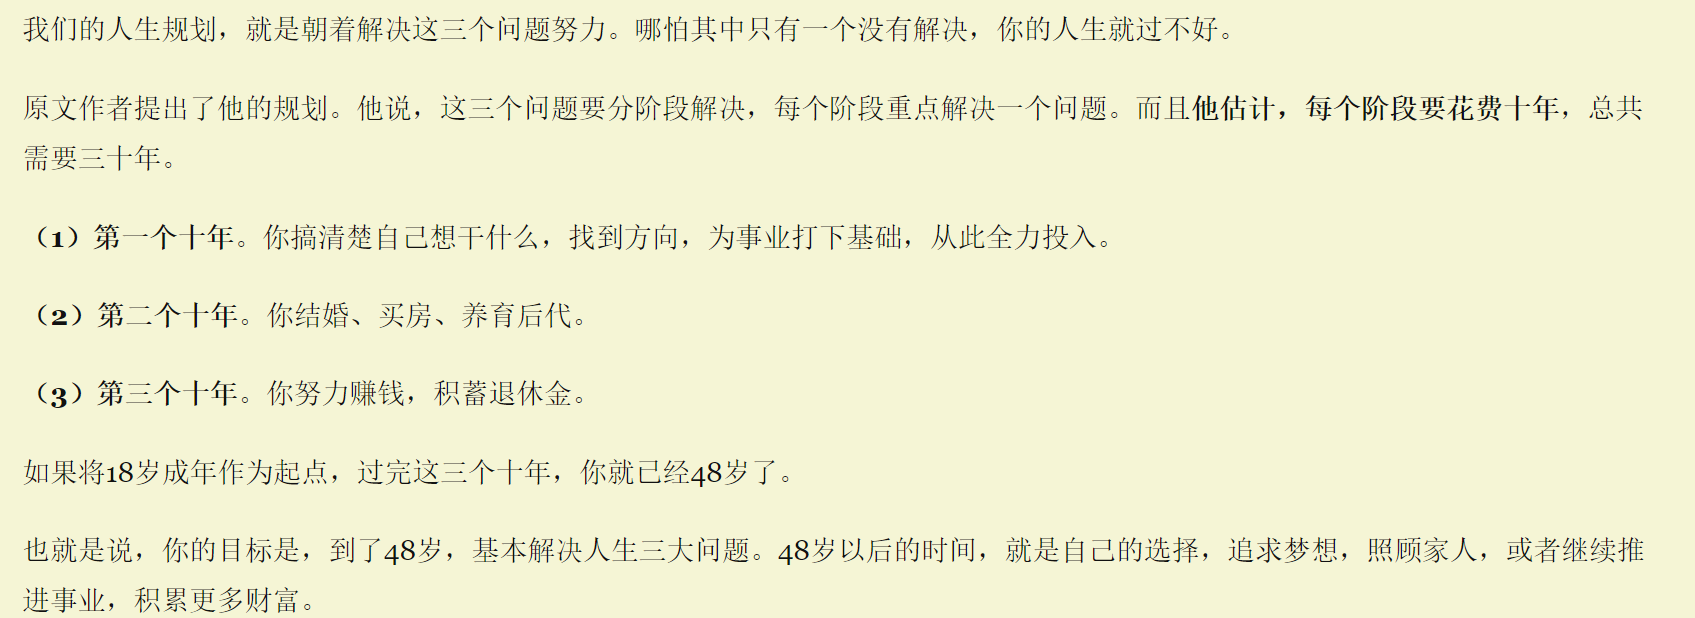 我们的人生规划，就是朝着解决这三个问题努力。哪怕其中只有一个没有解决，你的人生就过不好。
原文作者提出了他的规划。他说，这三个问题要分阶段解决，每个阶段重点解决一个问题。而且他估计，每个阶段要花费十年，总共
需要三十年。
（1）第一个十年。你搞清楚自己想干什么，找到方向，为事业打下基础，从此全力投入。
（2）第二个十年。你结婚、买房、养育后代。
（3）第三个十年。你努力赚钱，积蓄退休金。
如果将18岁成年作为起点，过完这三个十年，你就已经48岁了。
也就是说，你的目标是，到了48岁，基本解决人生三大问题。48岁以后的时间，就是自己的选择，追求梦想，照顾家人，或者继续推
进事业，积累更多财富。